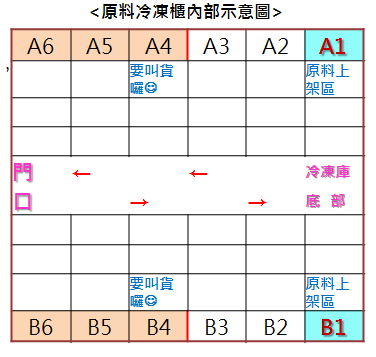 <原料冷凍櫃內部示意圖>
A6 A5 A4 A3 A2 A1
,
要叫貨 原料上
囉😍 架區
門 ← ← 冷凍庫
口 → → 底 部
要叫貨 原料上
囉😍 架區
B6 B5 B4 B3 B2 B1